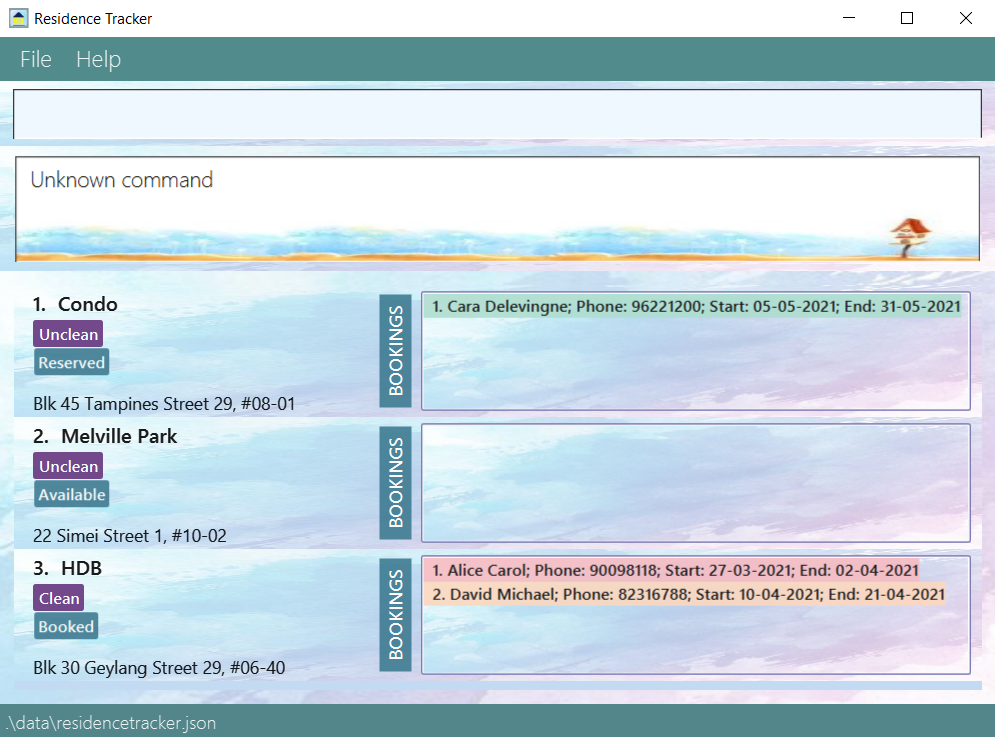 Residence Tracker
File Help
Unknown command
1. Condo
Unclean
Reserved
Blk 45 Tampines Street 29, #08-01
BOOKINGS
1. Cara Delevingne; Phone: 96221200; Start: 05-05-2021; End: 31-05-2021
2. Melville Park
Unclean
Available
22 Simei Street 1, #10-02
BOOKINGS
3. HDB
Clean
Booked
Blk 30 Geylang Street 29, #06-40
BOOKINGS
1. Alice Carol; Phone: 90098118; Start: 27-03-2021; End: 02-04-2021
2. David Michael; Phone: 82316788; Start: 10-04-2021; End: 21-04-2021
.\data\residencetracker.json